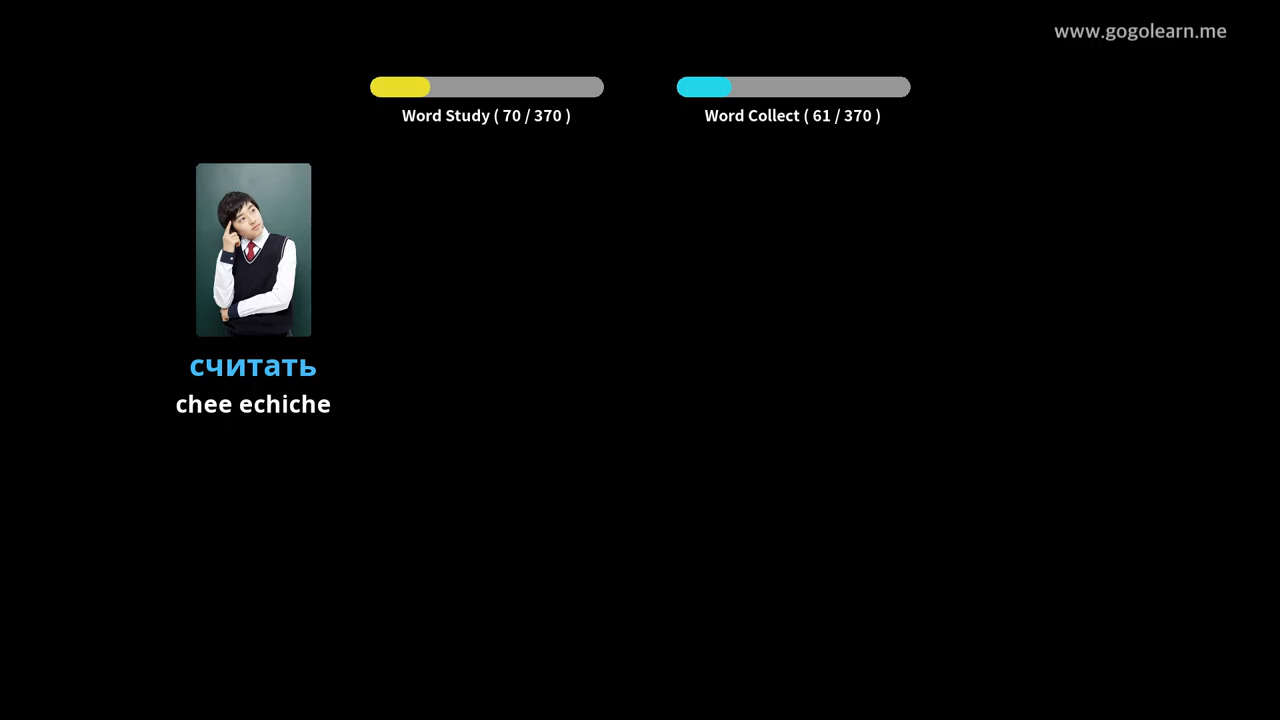 www.gogolearn.me
Word Study ( 70 / 370 )
Word Collect ( 61 / 370 )
считать
chee echiche